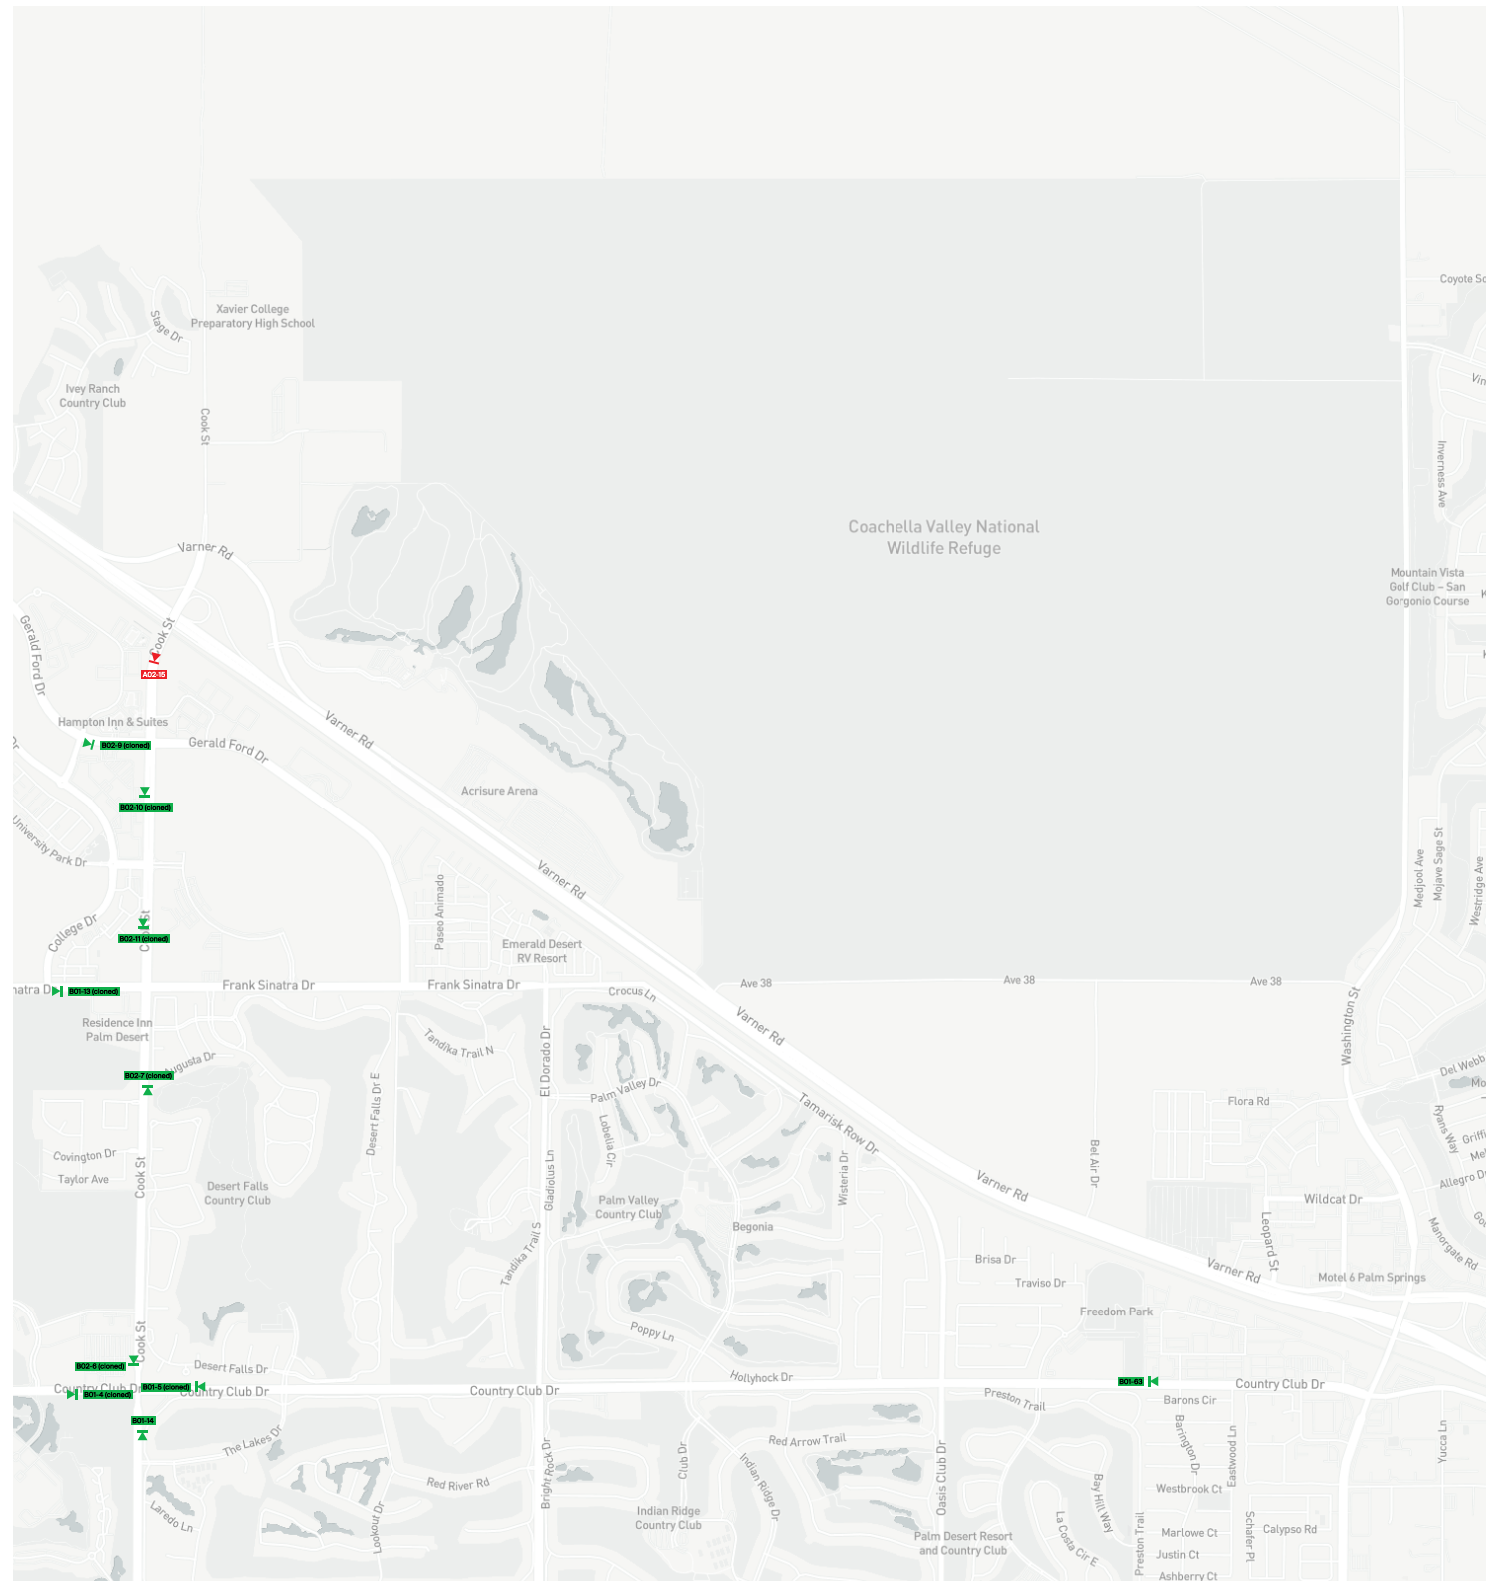 Coyote Sc
Xavier College
Preparatory High School
Stage Dr
Vin
Ivey Ranch
Country Club
Cook St
Inverness Ave
Coachella Valley National
Wildlife Refuge
Varner Rd
Mountain Vista
Golf Club – San
Gorgonio Course
K
Cook St
Gerald Ford Dr
K
A02-15
Hampton Inn & Suites
Varner Rd
Dr
B02-9 (cloned)
Gerald Ford Dr
Acrisure Arena
B02-10 (cloned)
University Park Dr
Varner Rd
Medjool Ave
Mojave Sage St
Westridge Ave
Paseo Animado
College Dr
B02-11 (cloned)
Emerald Desert
RV Resort
natra D
B01-13 (cloned)
Frank Sinatra Dr
Frank Sinatra Dr
Crocus Ln
Ave 38
Ave 38
Ave 38
Residence Inn
Palm Desert
Varner Rd
Washington St
Tandika Trail N
El Dorado Dr
Augusta Dr
B02-7 (cloned)
Palm Valley Dr
Del Webb
Mo
Flora Rd
Desert Falls Dr E
Lobelia Cir
Tamarisk Row Dr
Ryans Way
Griffi
Covington Dr
Mel
Taylor Ave
Cook St
Gladiolus Ln
Wisteria Dr
Bel Air Dr
Allegro Dr
Desert Falls
Country Club
Palm Valley
Country Club
Varner Rd
Wildcat Dr
Begonia
Leopard St
Go
Manorgate Rd
Tandika Trail S
Brisa Dr
Varner Rd
Traviso Dr
Motel 6 Palm Springs
Freedom Park
Cook St
Poppy Ln
B02-6 (cloned)
Desert Falls Dr
Hollyhock Dr
Country Club Dr
B01-4 (cloned)
B01-5 (cloned)
Country Club Dr
Country Club Dr
B01-63
Country Club Dr
Preston Trail
Barons Cir
B01-14
The Lakes Dr
Red Arrow Trail
Barington Dr
Eastwood Ln
Yucca Ln
Club Dr
Indian Ridge Dr
Oasis Club Dr
Bright Rock Dr
Red River Rd
Bay Hill Way
Westbrook Ct
Laredo Ln
Lookout Dr
Indian Ridge
Country Club
Palm Desert Resort
and Country Club
La Costa Cir E
Preston Trail
Marlowe Ct
Schafer Pl
Calypso Rd
Justin Ct
Ashberry Ct